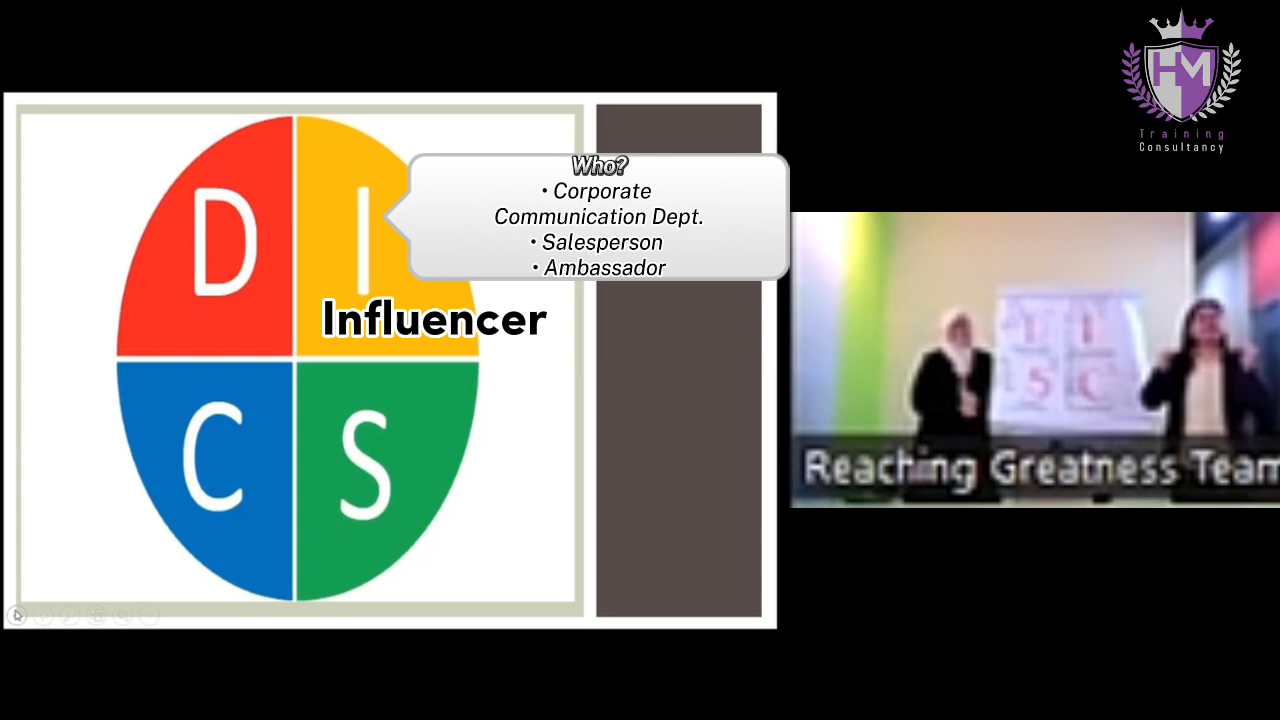 HM
Training
Consultancy
D I
Who?
• Corporate
Communication Dept.
• Salesperson
• Ambassador
Influencer
C S
I
S C
Reaching Greatness Team